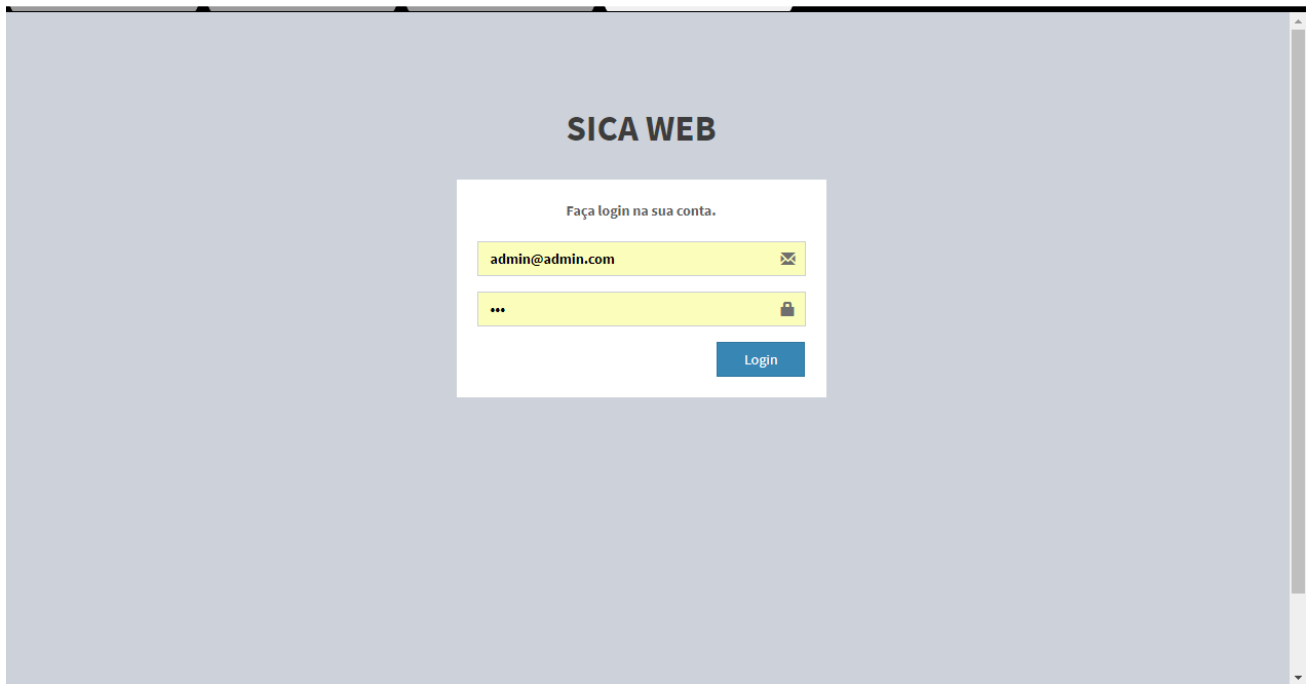 SICA WEB
Faça login na sua conta.
admin@admin.com
•••
Login